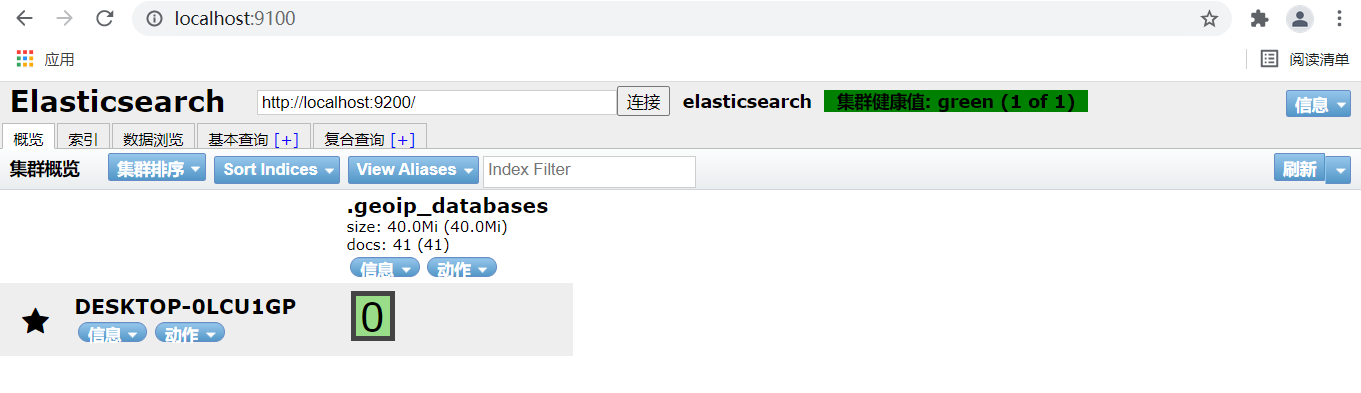 localhost:9100
应用
阅读清单
Elasticsearch http://localhost:9200/ 连接 elasticsearch 集群健康值: green (1 of 1) 信息
概览 索引 数据浏览 基本查询 [+] 复合查询 [+]
集群概览 集群排序 Sort Indices View Aliases Index Filter 刷新
.geoip_databases
size: 40.0Mi (40.0Mi)
docs: 41 (41)
信息 动作
DESKTOP-0LCU1GP 0
信息 动作